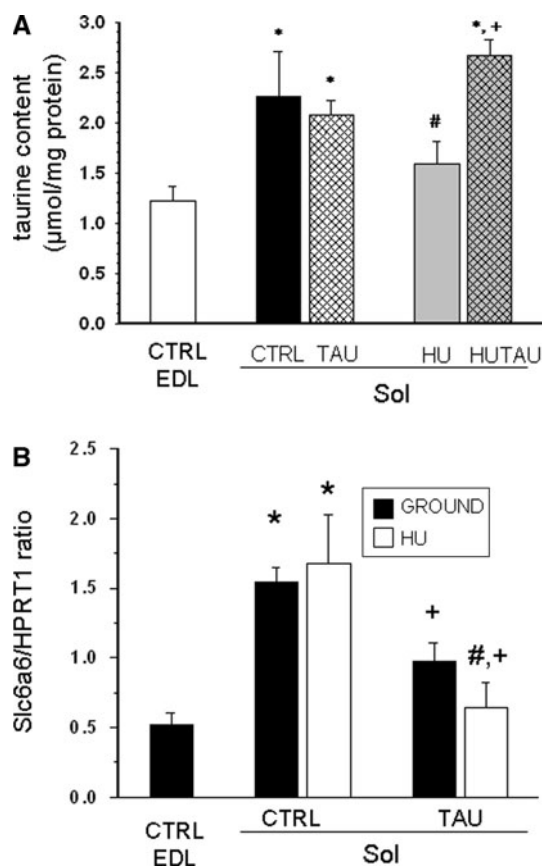 A
taurine content
(µmol/mg protein)
3.0
2.5
2.0
1.5
1.0
0.5
0.0
*
*
#
*,+
CTRL
EDL
CTRL TAU HU HUTAU
Sol
B
Slc6a6/HPRT1 ratio
2.5
2.0
1.5
1.0
0.5
0.0
GROUND
HU
*
*
+
#,+
CTRL
EDL
CTRL TAU
Sol